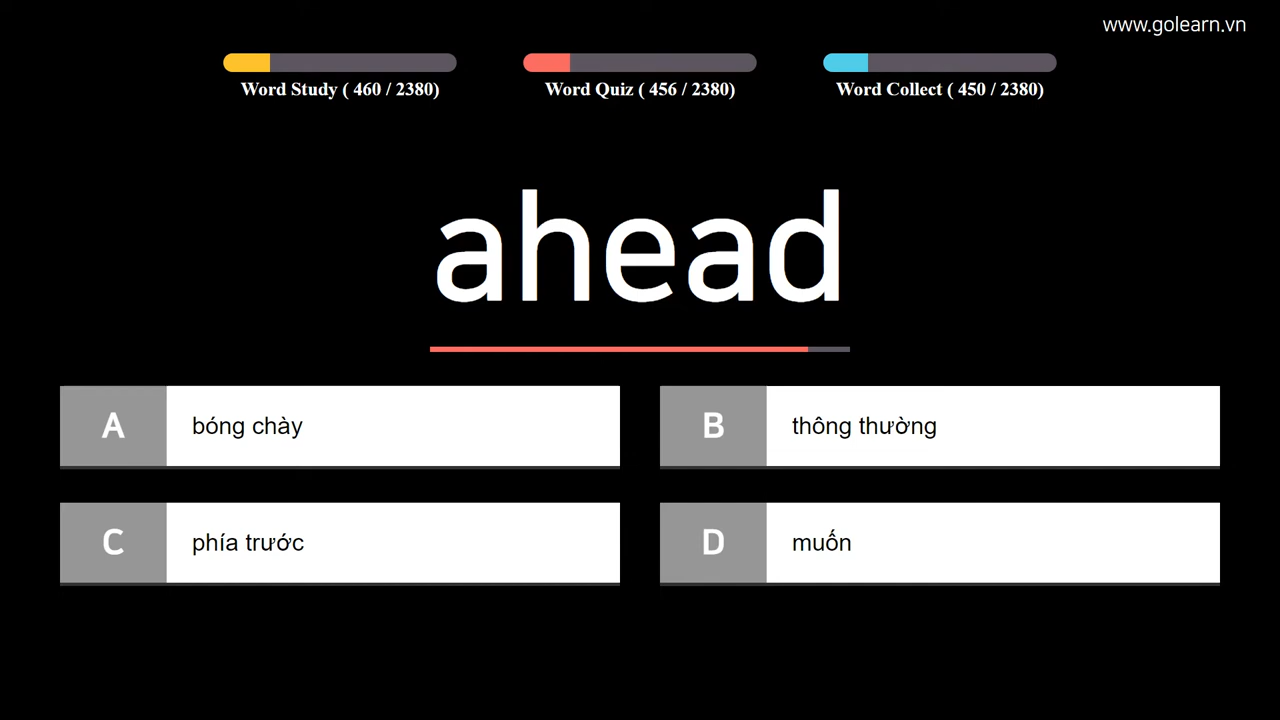 www.golearn.vn
Word Study ( 460 / 2380)
Word Quiz ( 456 / 2380)
Word Collect ( 450 / 2380)
ahead
A bóng chày
B thông thường
C phía trước
D muốn